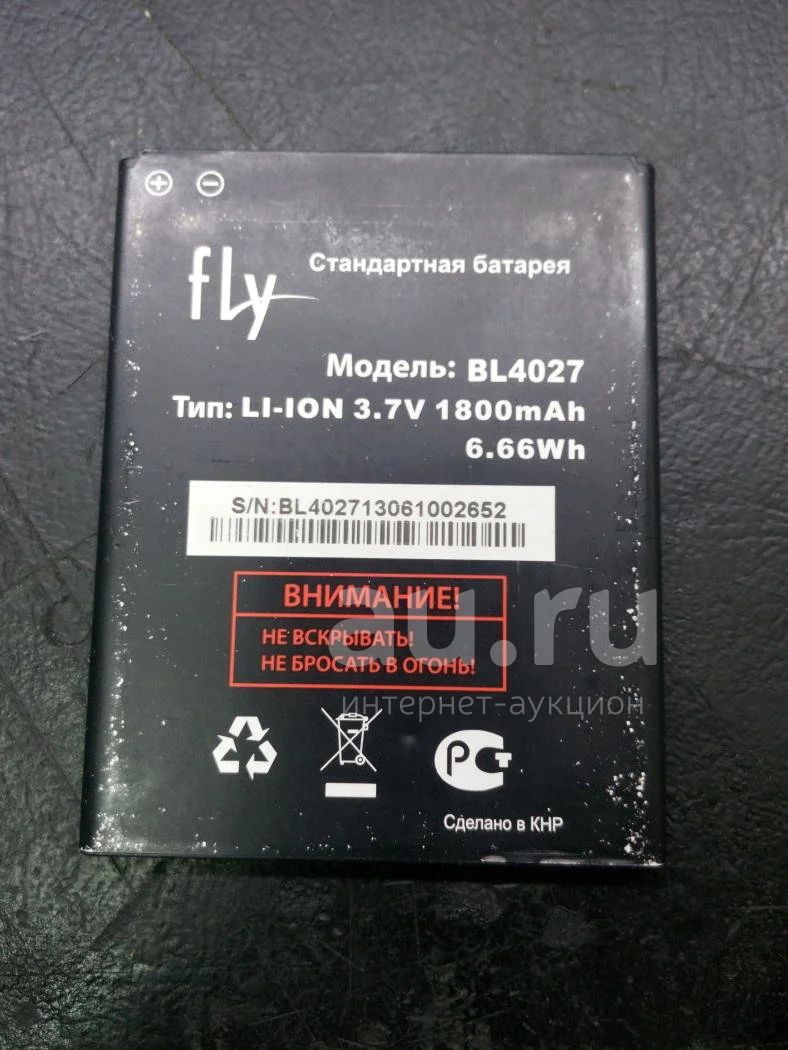 fly
Стандартная батарея
Модель: BL4027
Тип: LI-ION 3.7V 1800mAh
6.66Wh
S/N:BL402713061002652
ВНИМАНИЕ!
НЕ ВСКРЫВАТЬ!
НЕ БРОСАТЬ В ОГОНЬ!
au.ru
интернет-аукцион
РСТ
Сделано в КНР